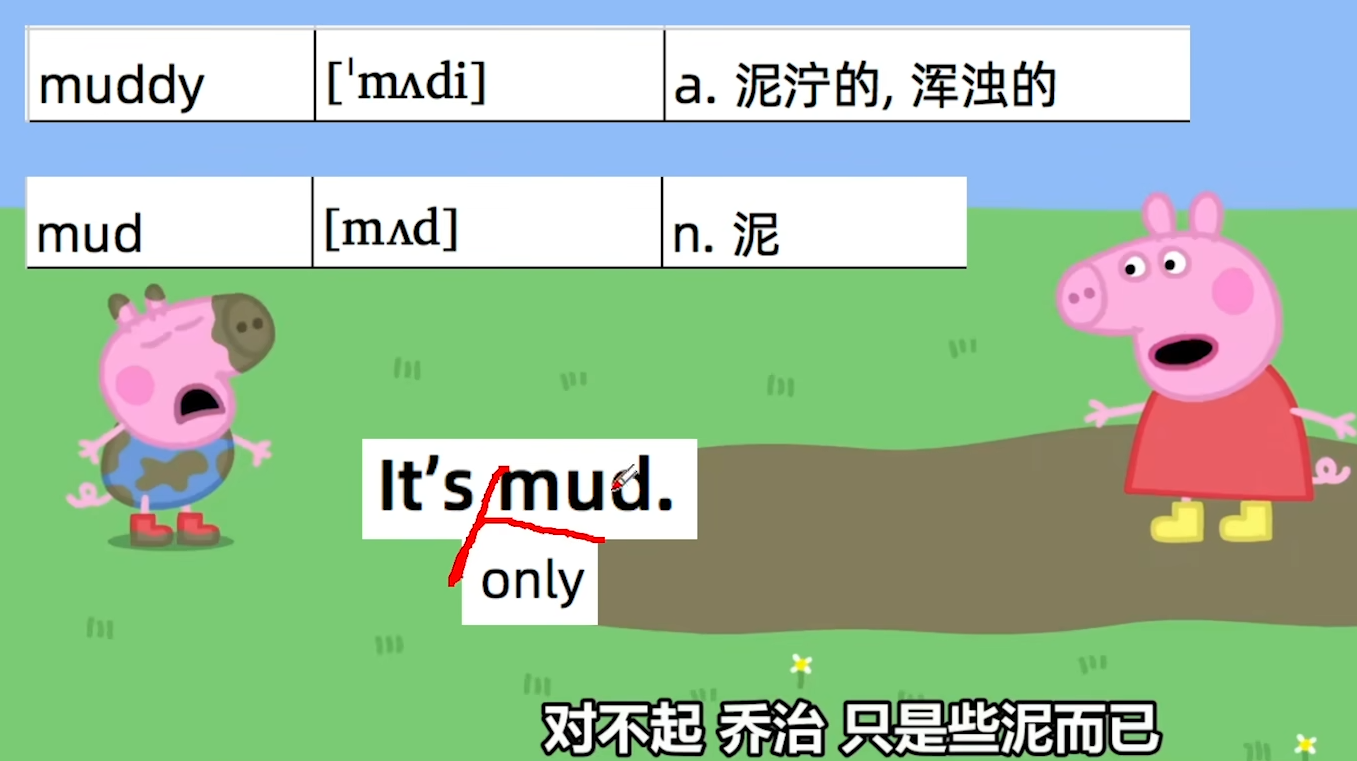 muddy [ˈmʌdi] a. 泥泞的, 浑浊的
mud [mʌd] n. 泥
It’s mud.
only
对不起 乔治 只是些泥而已